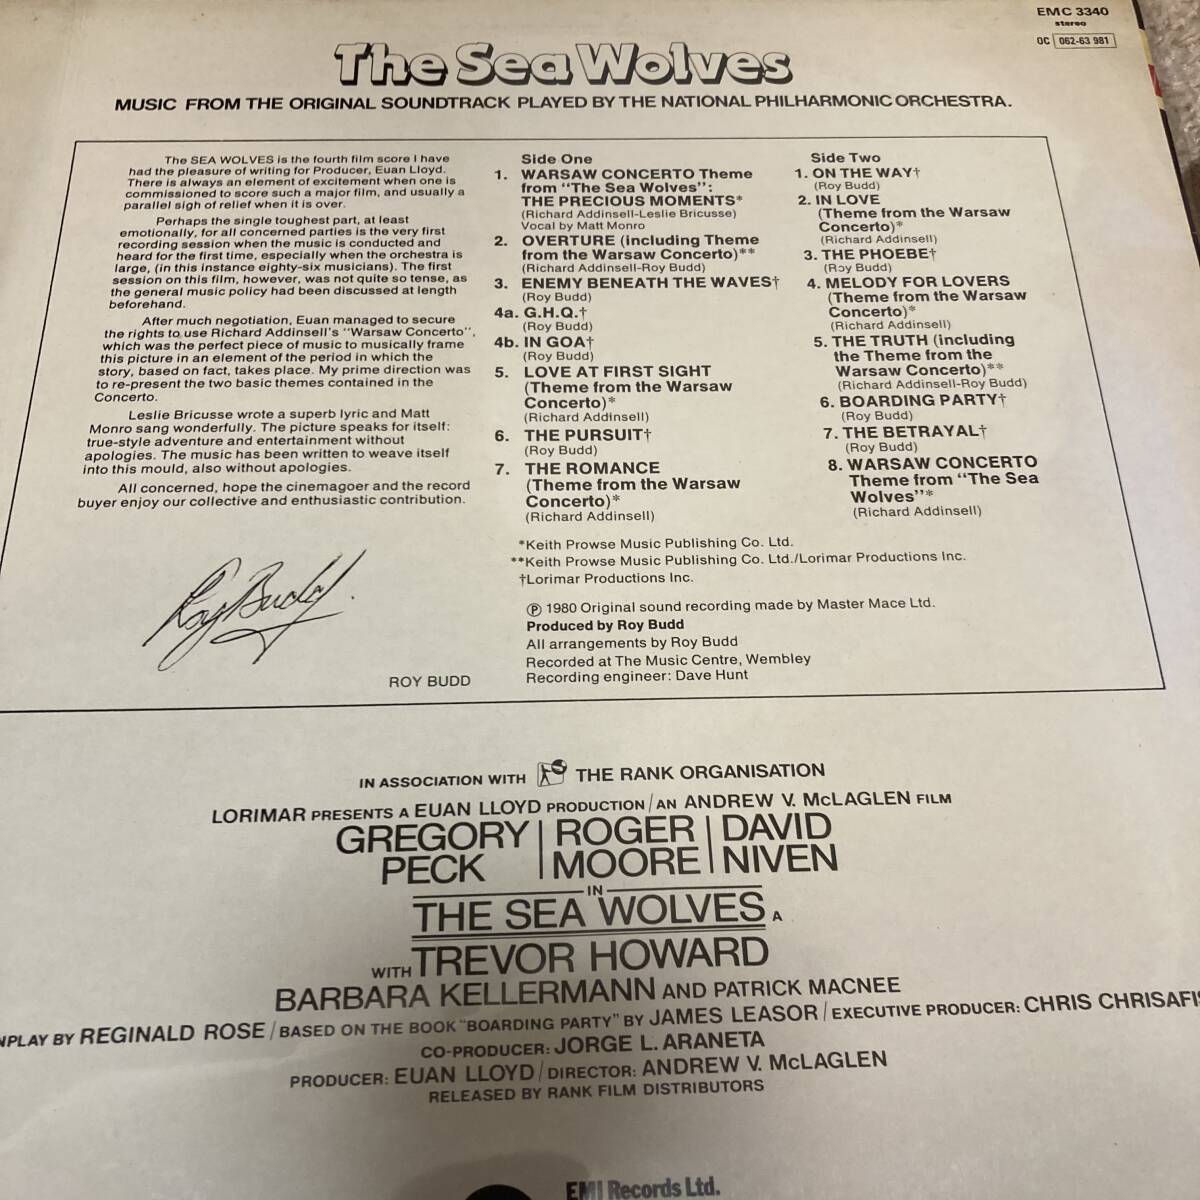 EMC 3340
stereo
OC 062-63 981
The Sea Wolves
MUSIC FROM THE ORIGINAL SOUNDTRACK PLAYED BY THE NATIONAL PHILHARMONIC ORCHESTRA.
The SEA WOLVES is the fourth film score I have
had the pleasure of writing for Producer, Euan Lloyd.
There is always an element of excitement when one is
commissioned to score such a major film, and usually a
parallel sigh of relief when it is over.
Perhaps the single toughest part, at least
emotionally, for all concerned parties is the very first
recording session when the music is conducted and
heard for the first time, especially when the orchestra is
large, (in this instance eighty-six musicians). The first
session on this film, however, was not quite so tense, as
the general music policy had been discussed at length
beforehand.
After much negotiation, Euan managed to secure
the rights to use Richard Addinsell's "Warsaw Concerto",
which was the perfect piece of music to musically frame
this picture in an element of the period in which the
story, based on fact, takes place. My prime direction was
to re-present the two basic themes contained in the
Concerto.
Leslie Bricusse wrote a superb lyric and Matt
Monro sang wonderfully. The picture speaks for itself:
true-style adventure and entertainment without
apologies. The music has been written to weave itself
into this mould, also without apologies.
All concerned, hope the cinemagoer and the record
buyer enjoy our collective and enthusiastic contribution.
Roy Budd.
ROY BUDD
Side One
1. WARSAW CONCERTO Theme
from "The Sea Wolves":
THE PRECIOUS MOMENTS*
(Richard Addinsell-Leslie Bricusse)
Vocal by Matt Monro
2. OVERTURE (including Theme
from the Warsaw Concerto)**
(Richard Addinsell-Roy Budd)
3. ENEMY BENEATH THE WAVES†
(Roy Budd)
4a. G.H.Q.†
(Roy Budd)
4b. IN GOA†
(Roy Budd)
5. LOVE AT FIRST SIGHT
(Theme from the Warsaw
Concerto)*
(Richard Addinsell)
6. THE PURSUIT†
(Roy Budd)
7. THE ROMANCE
(Theme from the Warsaw
Concerto)*
(Richard Addinsell)
Side Two
1. ON THE WAY†
(Roy Budd)
2. IN LOVE
(Theme from the Warsaw
Concerto)*
(Richard Addinsell)
3. THE PHOEBE†
(Roy Budd)
4. MELODY FOR LOVERS
(Theme from the Warsaw
Concerto)*
(Richard Addinsell)
5. THE TRUTH (including
the Theme from the
Warsaw Concerto)**
(Richard Addinsell-Roy Budd)
6. BOARDING PARTY†
(Roy Budd)
7. THE BETRAYAL†
(Roy Budd)
8. WARSAW CONCERTO
Theme from "The Sea
Wolves"*
(Richard Addinsell)
*Keith Prowse Music Publishing Co. Ltd.
**Keith Prowse Music Publishing Co. Ltd./Lorimar Productions Inc.
†Lorimar Productions Inc.
℗ 1980 Original sound recording made by Master Mace Ltd.
Produced by Roy Budd
All arrangements by Roy Budd
Recorded at The Music Centre, Wembley
Recording engineer: Dave Hunt
IN ASSOCIATION WITH THE RANK ORGANISATION
LORIMAR PRESENTS A EUAN LLOYD PRODUCTION / AN ANDREW V. McLAGLEN FILM
GREGORY PECK | ROGER MOORE | DAVID NIVEN
IN
THE SEA WOLVES A
WITH TREVOR HOWARD
BARBARA KELLERMANN AND PATRICK MACNEE
NPLAY BY REGINALD ROSE / BASED ON THE BOOK "BOARDING PARTY" BY JAMES LEASOR / EXECUTIVE PRODUCER: CHRIS CHRISAFIS
CO-PRODUCER: JORGE L. ARANETA
PRODUCER: EUAN LLOYD / DIRECTOR: ANDREW V. McLAGLEN
RELEASED BY RANK FILM DISTRIBUTORS
EMI Records Ltd.